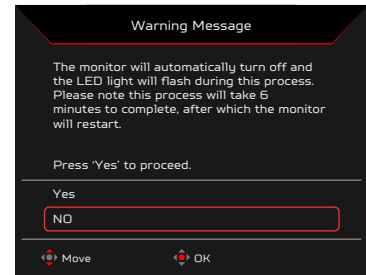 Warning Message
The monitor will automatically turn off and
the LED light will flash during this process.
Please note this process will take 6
minutes to complete, after which the monitor
will restart.
Press ‘Yes’ to proceed.
Yes
NO
Move OK